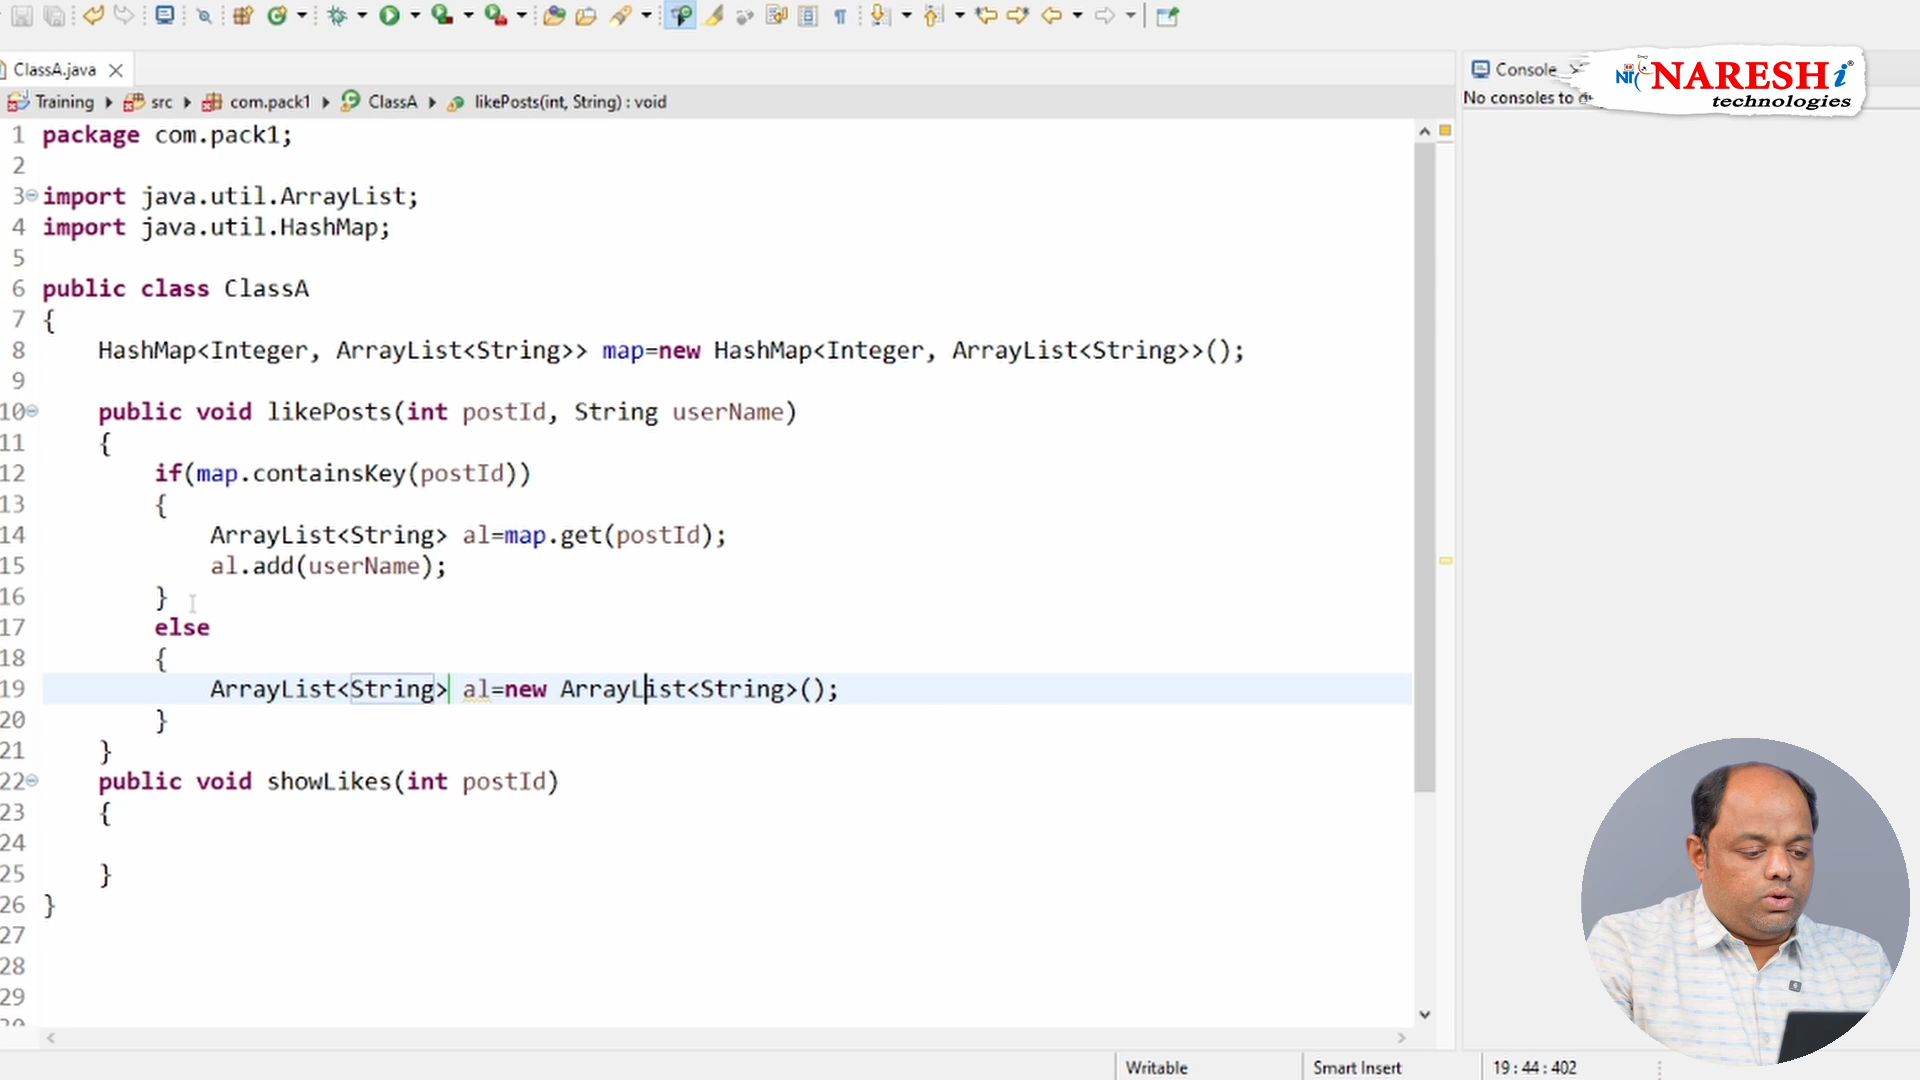 ClassA.java
Console
NARESH i
technologies
Training
src
com.pack1
ClassA
likePosts(int, String) : void
No consoles to
1 package com.pack1;
2
3 import java.util.ArrayList;
4 import java.util.HashMap;
5
6 public class ClassA
7 {
8 HashMap<Integer, ArrayList<String>> map=new HashMap<Integer, ArrayList<String>>();
9
10 public void likePosts(int postId, String userName)
11 {
12 if(map.containsKey(postId))
13 {
14 ArrayList<String> al=map.get(postId);
15 al.add(userName);
16 }
17 else
18 {
19 ArrayList<String> al=new ArrayList<String>();
20 }
21 }
22 public void showLikes(int postId)
23 {
24
25 }
26 }
27
28
29
Writable
Smart Insert
19 : 44 : 402